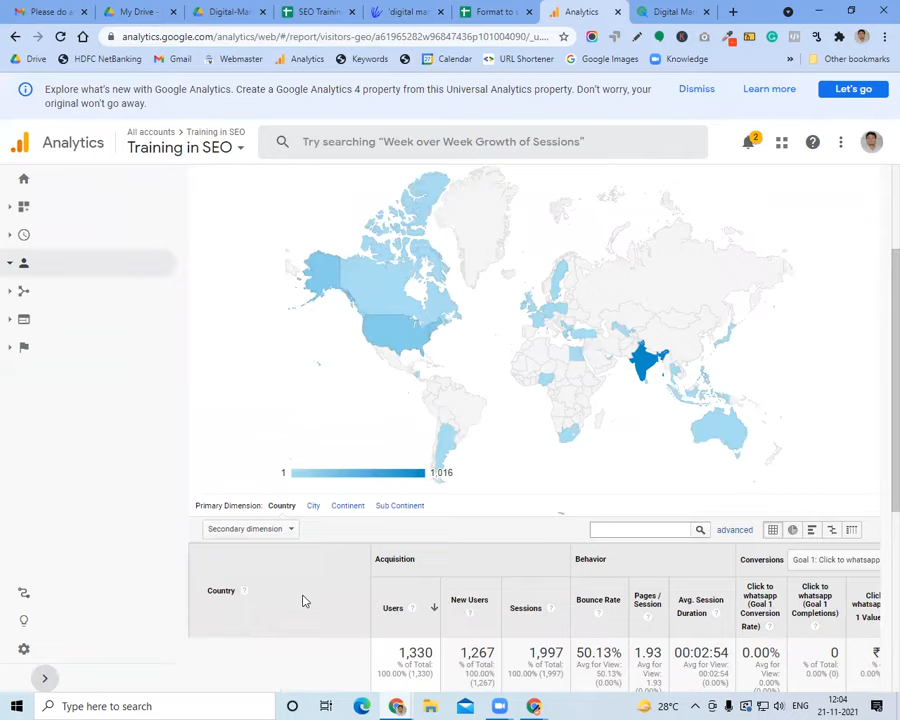 Please do a
My Drive -
Digital-Mar
SEO Trainin
'digital mar
Format to u
Analytics
Digital Mar
analytics.google.com/analytics/web/#/report/visitors-geo/a61965282w96847436p101004090/_u...
Drive
HDFC NetBanking
Gmail
Webmaster
Analytics
Keywords
Calendar
URL Shortener
Google Images
Knowledge
»
Other bookmarks
Explore what's new with Google Analytics. Create a Google Analytics 4 property from this Universal Analytics property. Don't worry, your
original won't go away.
Dismiss
Learn more
Let's go
Analytics
All accounts > Training in SEO
Training in SEO
Try searching "Week over Week Growth of Sessions"
2
1
1,016
Primary Dimension: Country City Continent Sub Continent
Secondary dimension
advanced
Country
Acquisition
Behavior
Conversions
Goal 1: Click to whatsapp
Users
New Users
Sessions
Bounce Rate
Pages /
Session
Avg. Session
Duration
Click to
whatsapp
(Goal 1
Conversion
Rate)
Click to
whatsapp
(Goal 1
Completions)
Click
whatsa
1 Value
1,330
% of Total:
100.00% (1,330)
1,267
% of Total:
100.00%
(1,267)
1,997
% of Total:
100.00% (1,997)
50.13%
Avg for View:
50.13%
(0.00%)
1.93
Avg for
View:
1.93
(0.00%)
00:02:54
Avg for View:
00:02:54
(0.00%)
0.00%
Avg for
View:
0.00%
(0.00%)
0
% of Total:
0.00% (0)
₹
Type here to search
28°C
12:04
21-11-2021